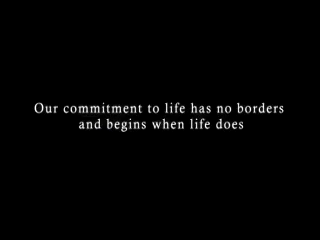 Our commitment to life has no borders
and begins when life does